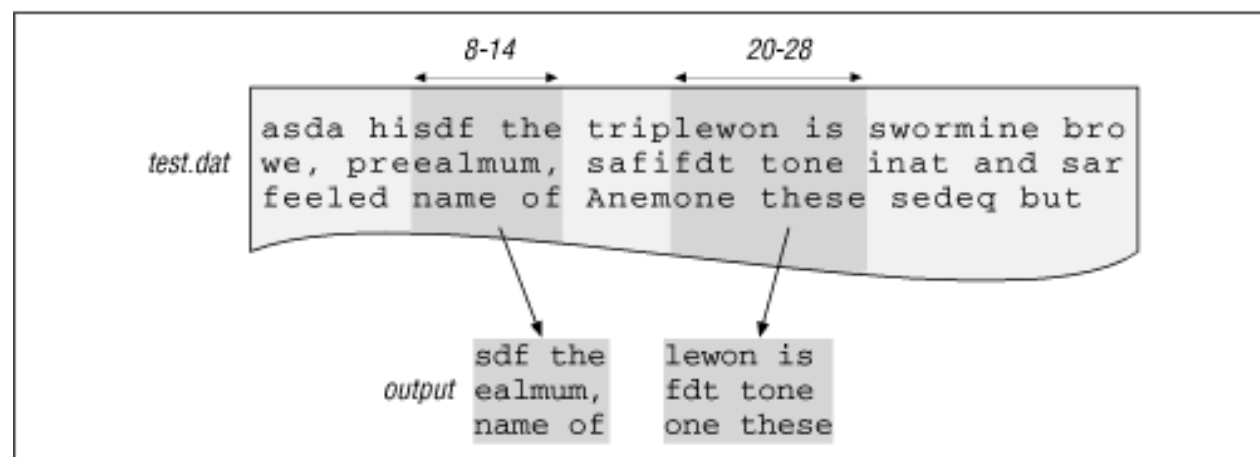 8-14 20-28
asda hisdf the triplewon is swormine bro
test.dat we, preealmum, safifdt tone inat and sar
feeled name of Anemone these sedeq but
sdf the lewon is
output ealmum, fdt tone
name of one these